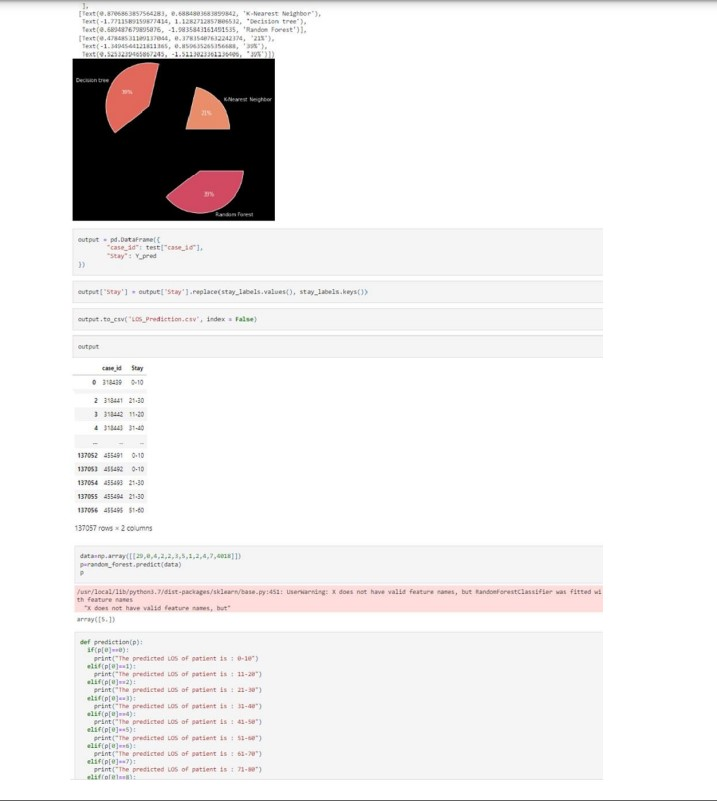 ],
[Text(0.8706863857564203, 0.6884803683899842, 'K-Nearest Neighbor'),
Text(-1.7711589159877414, 1.1282712857806532, "Decision tree"),
Text(0.689487679895076, -1.9835843161491535, 'Random Forest')],
[Text(0.47848531109137044, 0.37835407632242374, '21%'),
Text(-1.3494544121811365, 0.859635265356688, '39%'),
Text(0.5253239465867245, -1.5113023361136406, "39%")])
Decision tree
39%
K-Nearest Neighbor
21%
39%
Random Forest
output = pd.DataFrame({
"case_id": test["case_id"],
"Stay": Y_pred
})
output['Stay'] = output['Stay'].replace(stay_labels.values(), stay_labels.keys())
output.to_csv('LOS_Prediction.csv', index = False)
output
case_id Stay
0 318439 0-10
2 318441 21-30
3 318442 11-20
4 318443 31-40
... ... ...
137052 455491 0-10
137053 455492 0-10
137054 455493 21-30
137055 455494 21-30
137056 455495 51-60
137057 rows × 2 columns
data=np.array([[29,0,4,2,2,3,5,1,2,4,7,4018]])
p=random_forest.predict(data)
p
/usr/local/lib/python3.7/dist-packages/sklearn/base.py:451: UserWarning: X does not have valid feature names, but RandomForestClassifier was fitted wi
th feature names
"X does not have valid feature names, but"
array([5.])
def prediction(p):
if(p[0]==0):
print("The predicted LOS of patient is : 0-10")
elif(p[0]==1):
print("The predicted LOS of patient is : 11-20")
elif(p[0]==2):
print("The predicted LOS of patient is : 21-30")
elif(p[0]==3):
print("The predicted LOS of patient is : 31-40")
elif(p[0]==4):
print("The predicted LOS of patient is : 41-50")
elif(p[0]==5):
print("The predicted LOS of patient is : 51-60")
elif(p[0]==6):
print("The predicted LOS of patient is : 61-70")
elif(p[0]==7):
print("The predicted LOS of patient is : 71-80")
elif(p[0]==8):